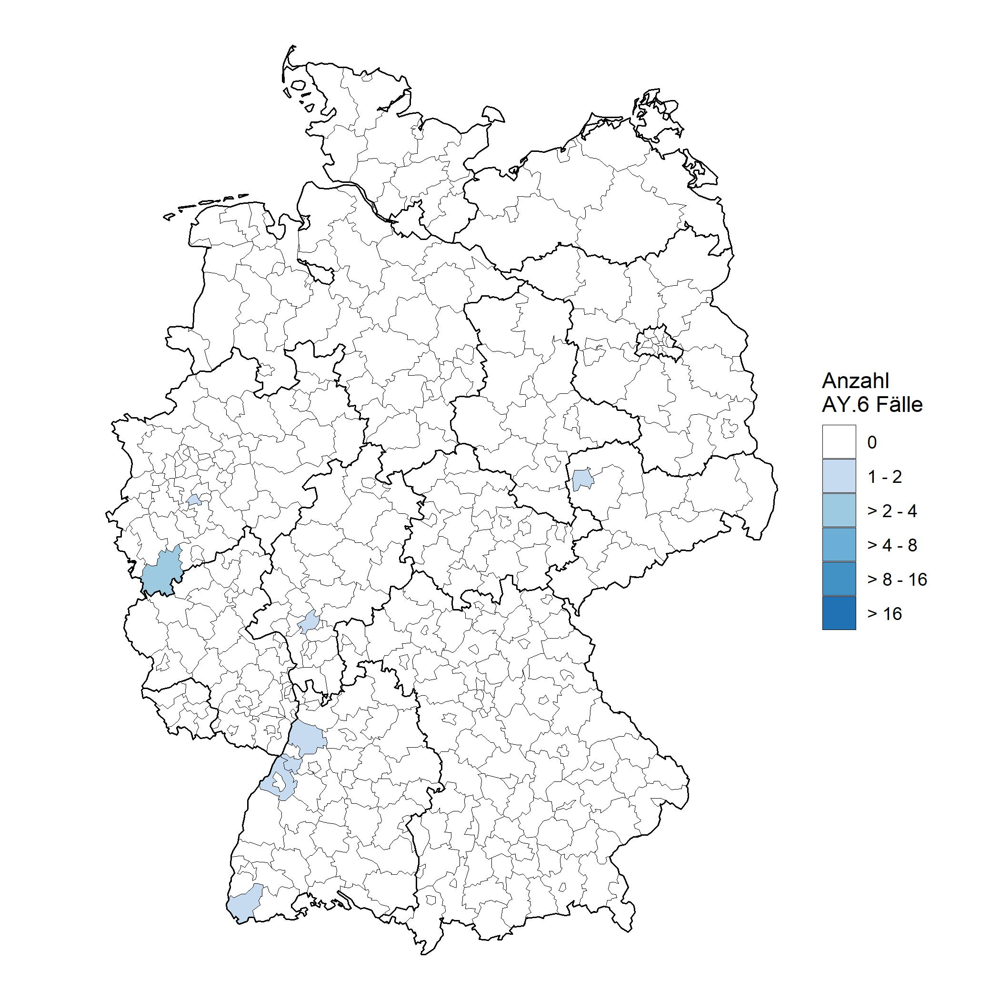 Anzahl
AY.6 Fälle
0
1 - 2
> 2 - 4
> 4 - 8
> 8 - 16
> 16